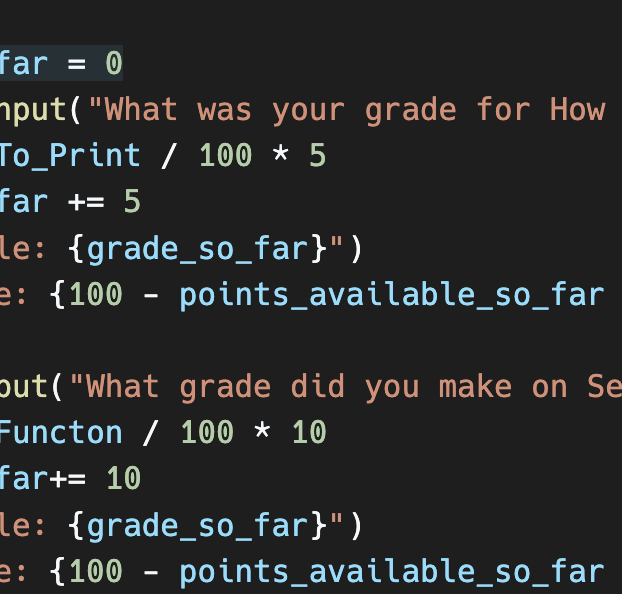 far = 0
nput("What was your grade for How
To_Print / 100 * 5
far += 5
le: {grade_so_far}")
e: {100 - points_available_so_far
put("What grade did you make on Se
Functon / 100 * 10
far+= 10
le: {grade_so_far}")
e: {100 - points_available_so_far